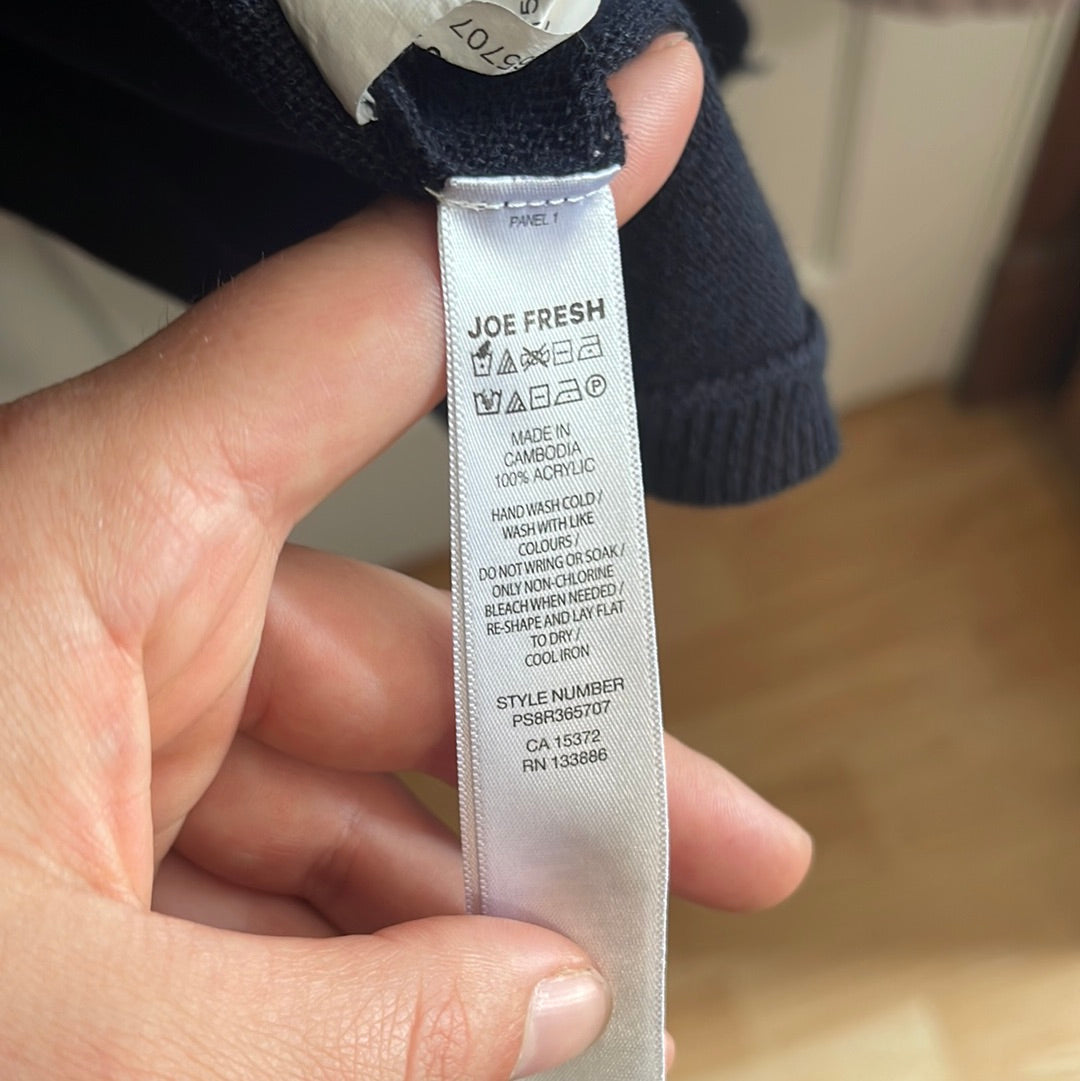 65707
PANEL 1
JOE FRESH
P
MADE IN
CAMBODIA
100% ACRYLIC
HAND WASH COLD /
WASH WITH LIKE
COLOURS /
DO NOT WRING OR SOAK /
ONLY NON-CHLORINE
BLEACH WHEN NEEDED /
RE-SHAPE AND LAY FLAT
TO DRY /
COOL IRON
STYLE NUMBER
PS8R365707
CA 15372
RN 133886